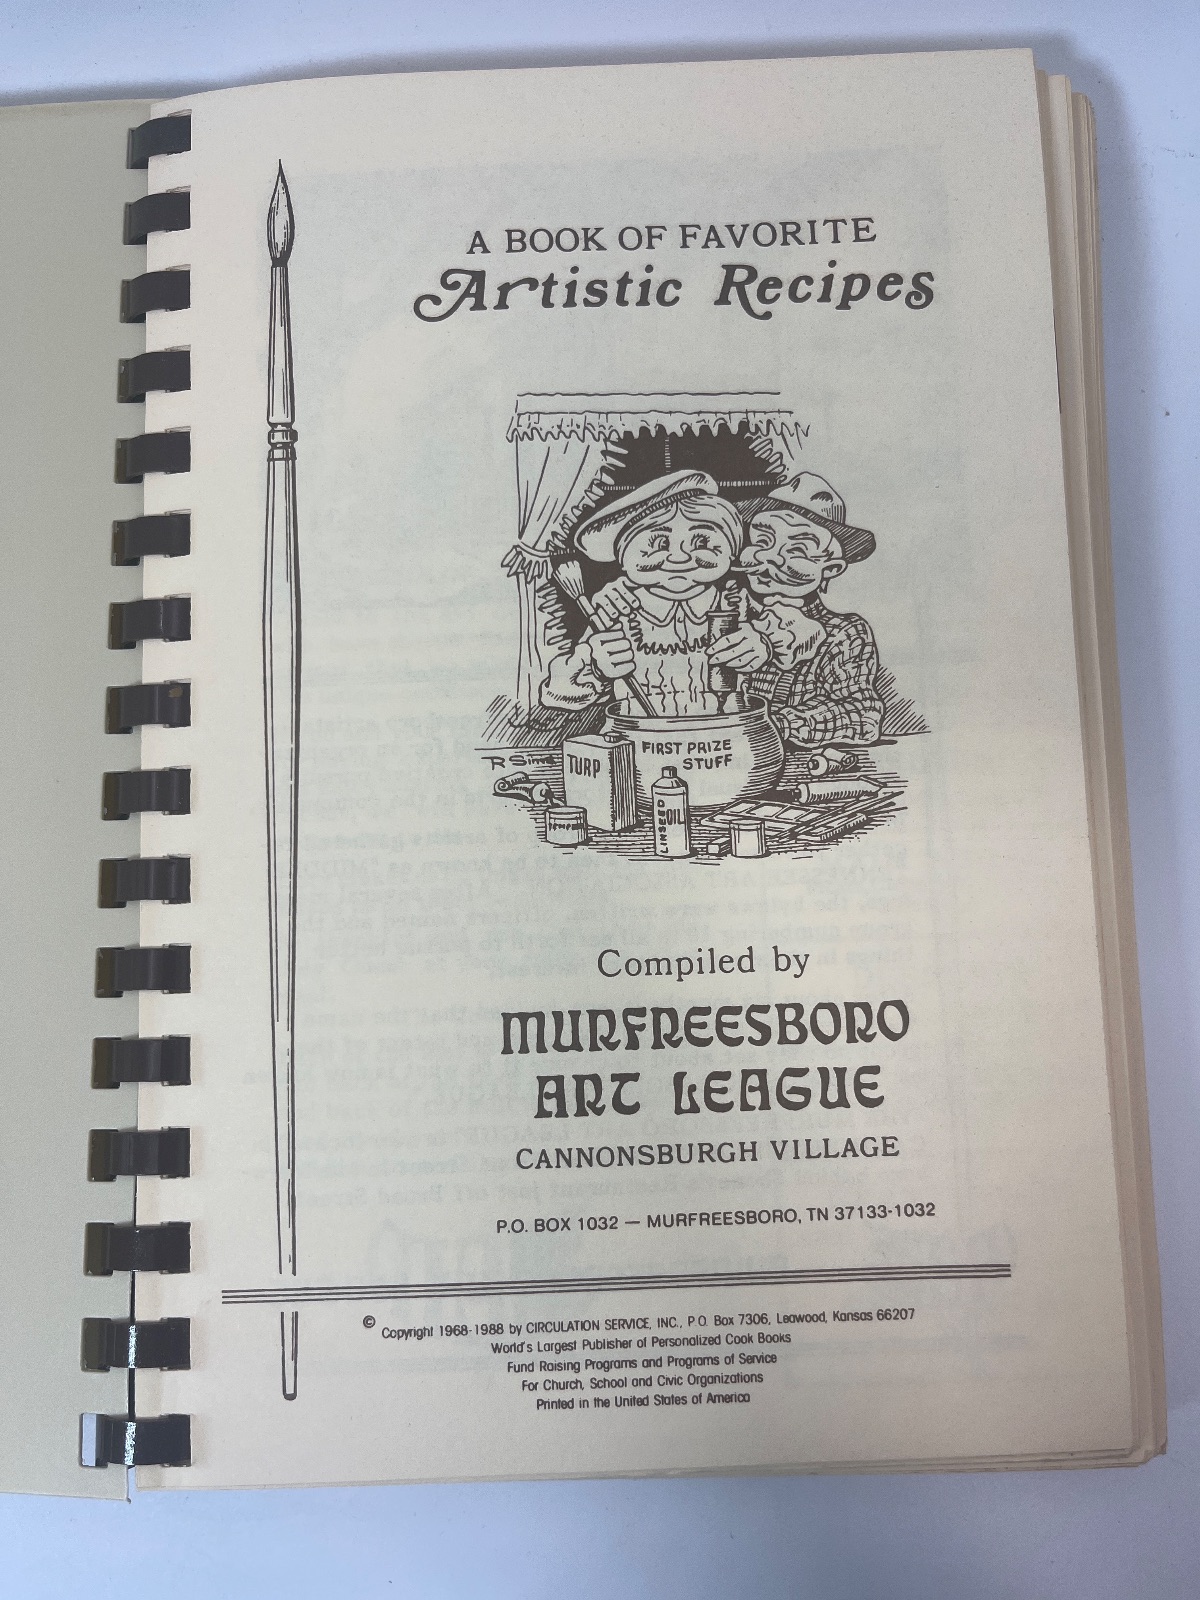 A BOOK OF FAVORITE
Artistic Recipes
FIRST PRIZE
STUFF
TURP
LINSEED
OIL
Compiled by
MURFREESBORO
ART LEAGUE
CANNONSBURGH VILLAGE
P.O. BOX 1032 — MURFREESBORO, TN 37133-1032
© Copyright 1968-1988 by CIRCULATION SERVICE, INC., P.O. Box 7306, Leawood, Kansas 66207
World's Largest Publisher of Personalized Cook Books
Fund Raising Programs and Programs of Service
For Church, School and Civic Organizations
Printed in the United States of America